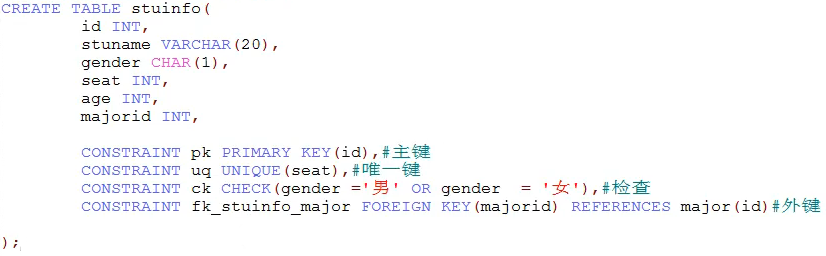 CREATE TABLE stuinfo(
id INT,
stuname VARCHAR(20),
gender CHAR(1),
seat INT,
age INT,
majorid INT,
CONSTRAINT pk PRIMARY KEY(id),#主键
CONSTRAINT uq UNIQUE(seat),#唯一键
CONSTRAINT ck CHECK(gender ='男' OR gender  = '女'),#检查
CONSTRAINT fk_stuinfo_major FOREIGN KEY(majorid) REFERENCES major(id)#外键
);